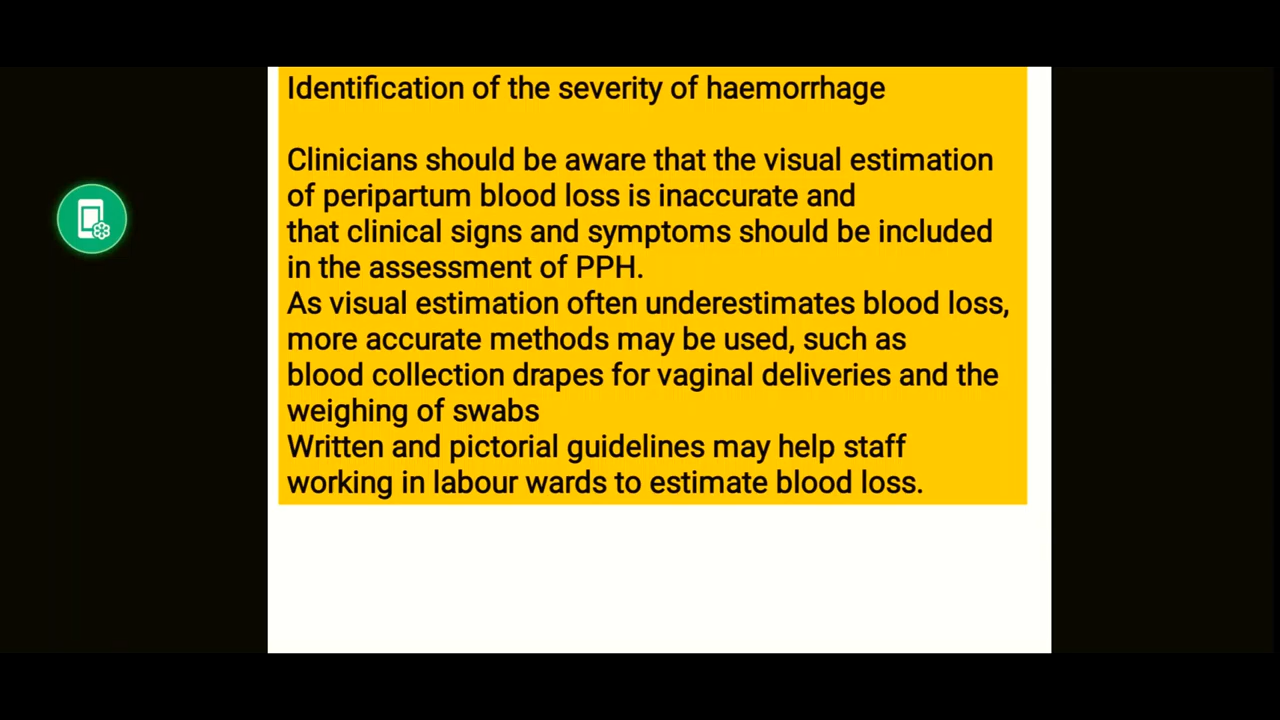 Identification of the severity of haemorrhage
Clinicians should be aware that the visual estimation
of peripartum blood loss is inaccurate and
that clinical signs and symptoms should be included
in the assessment of PPH.
As visual estimation often underestimates blood loss,
more accurate methods may be used, such as
blood collection drapes for vaginal deliveries and the
weighing of swabs
Written and pictorial guidelines may help staff
working in labour wards to estimate blood loss.